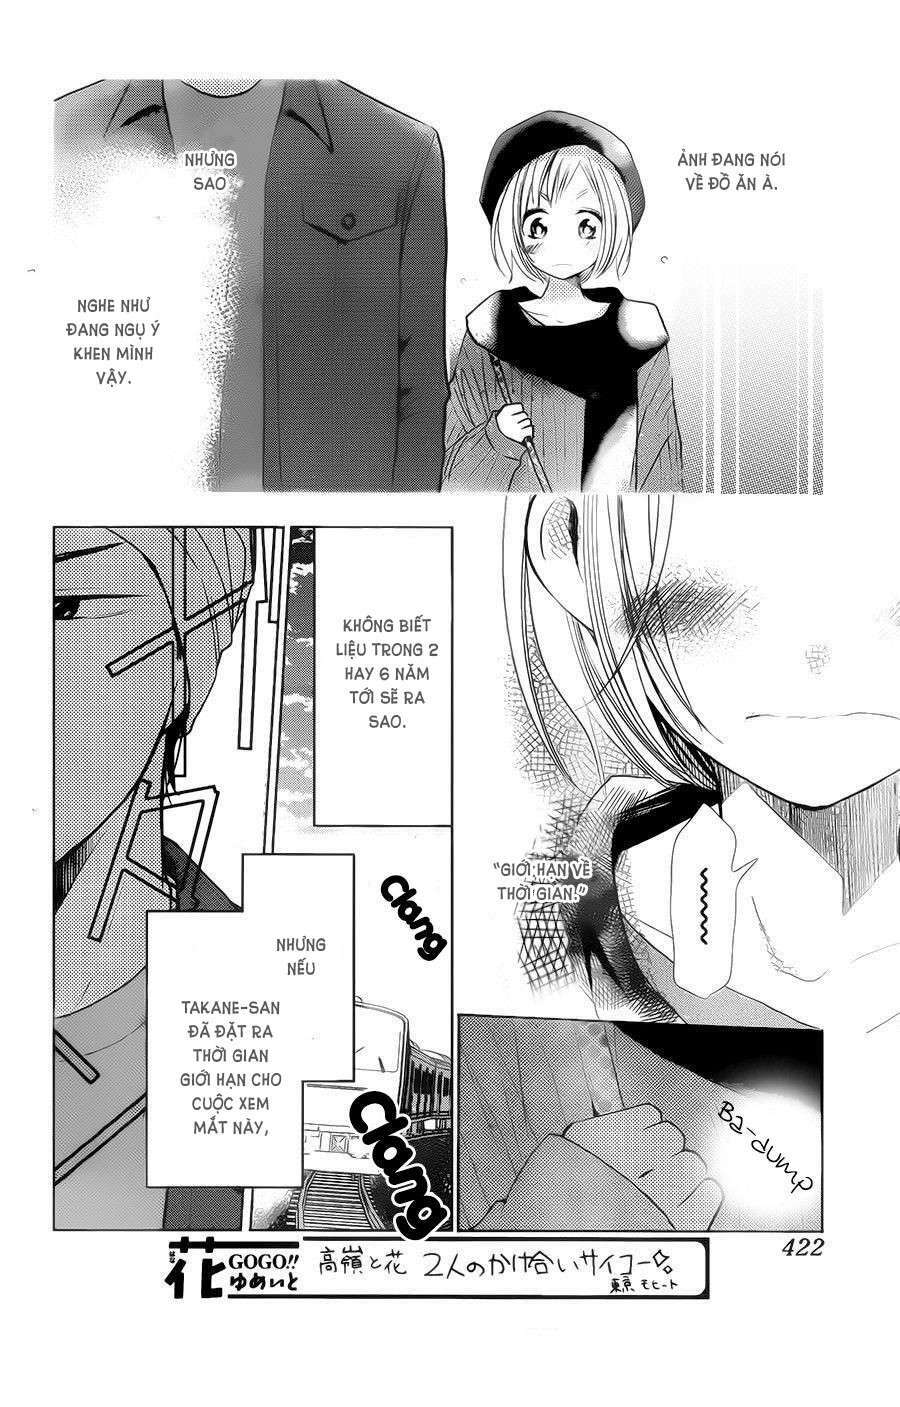 ẢNH ĐANG NÓI
VỀ ĐỒ ĂN À.
NHƯNG
SAO
NGHE NHƯ
ĐANG NGỤ Ý
KHEN MÌNH
VẬY.
“GIỚI HẠN VỀ
THỜI GIAN.”
Ba-dump
KHÔNG BIẾT
LIỆU TRONG 2
HAY 6 NĂM
TỚI SẼ RA
SAO.
Clang
Clang
NHƯNG
NẾU
TAKANE-SAN
ĐÃ ĐẶT RA
THỜI GIAN
GIỚI HẠN CHO
CUỘC XEM
MẮT NÀY,
422
花
GOGO!!
ゆめいと
高嶺と花 2人のかけ合いサイコー
東京 モヒート